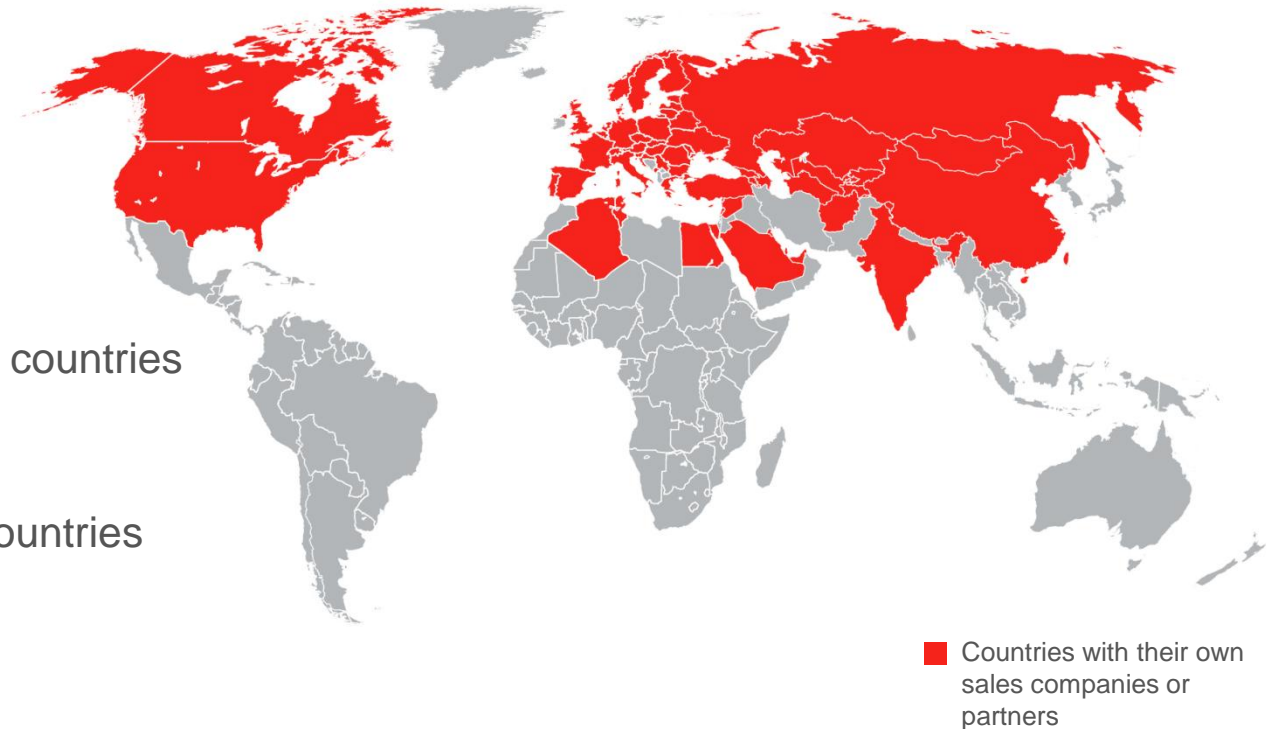 countries
ountries
Countries with their own
sales companies or
partners